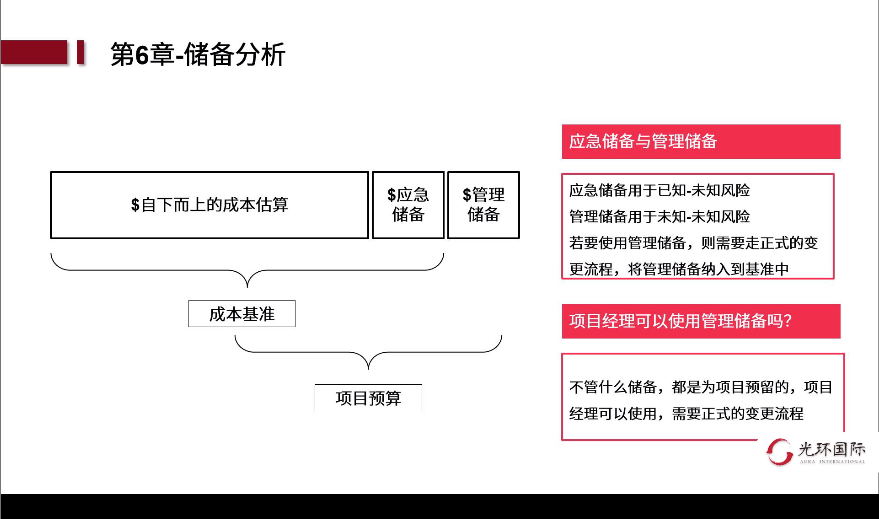 第6章-储备分析
$自下而上的成本估算
$应急
储备
$管理
储备
成本基准
项目预算
应急储备与管理储备
应急储备用于已知-未知风险
管理储备用于未知-未知风险
若要使用管理储备，则需要走正式的变
更流程，将管理储备纳入到基准中
项目经理可以使用管理储备吗？
不管什么储备，都是为项目预留的，项目
经理可以使用，需要正式的变更流程
光环国际
AURA INTERNATIONAL